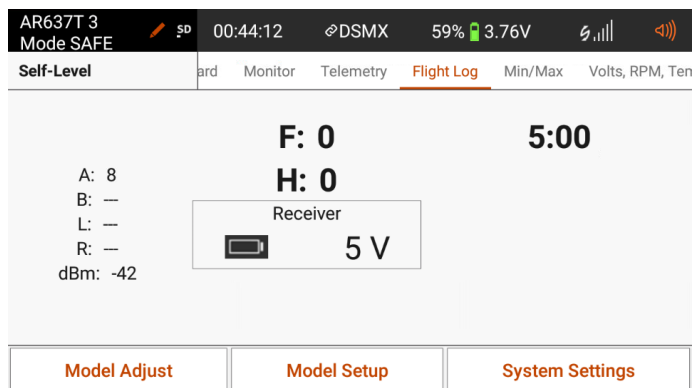 AR637T 3
Mode SAFE
SD
00:44:12
DSMX
59%
3.76V
Self-Level
ard
Monitor
Telemetry
Flight Log
Min/Max
Volts, RPM, Ten
F: 0
5:00
H: 0
A: 8
B: ---
L: ---
R: ---
dBm: -42
Receiver
5 V
Model Adjust
Model Setup
System Settings